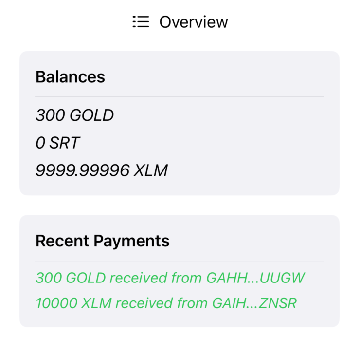 Overview
Balances
300 GOLD
0 SRT
9999.99996 XLM
Recent Payments
300 GOLD received from GAHH...UUGW
10000 XLM received from GAIH...ZNSR